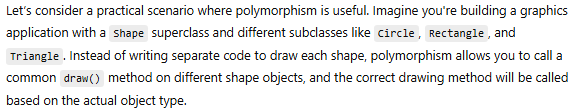 Let's consider a practical scenario where polymorphism is useful. Imagine you're building a graphics
application with a Shape superclass and different subclasses like Circle, Rectangle, and
Triangle. Instead of writing separate code to draw each shape, polymorphism allows you to call a
common draw() method on different shape objects, and the correct drawing method will be called
based on the actual object type.